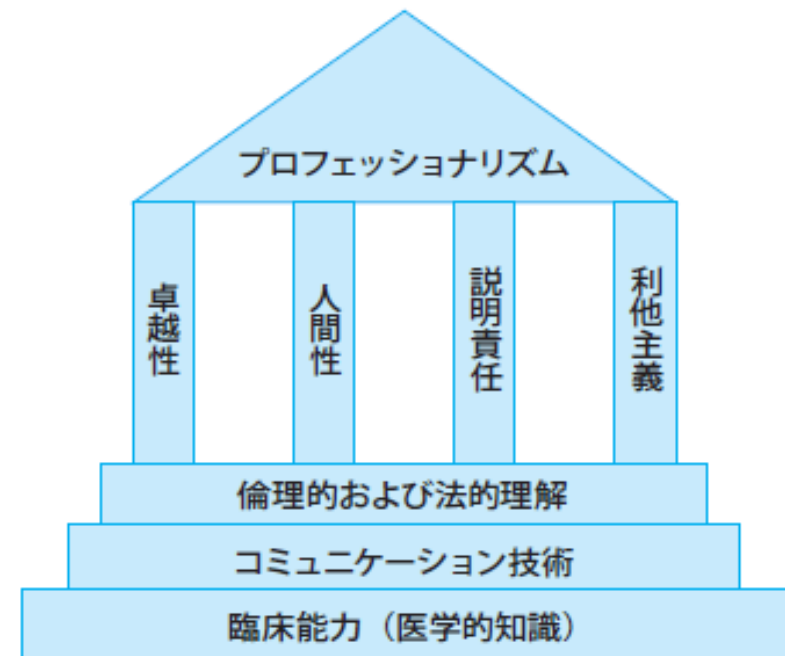 プロフェッショナリズム
卓越性
人間性
説明責任
利他主義
倫理的および法的理解
コミュニケーション技術
臨床能力（医学的知識）